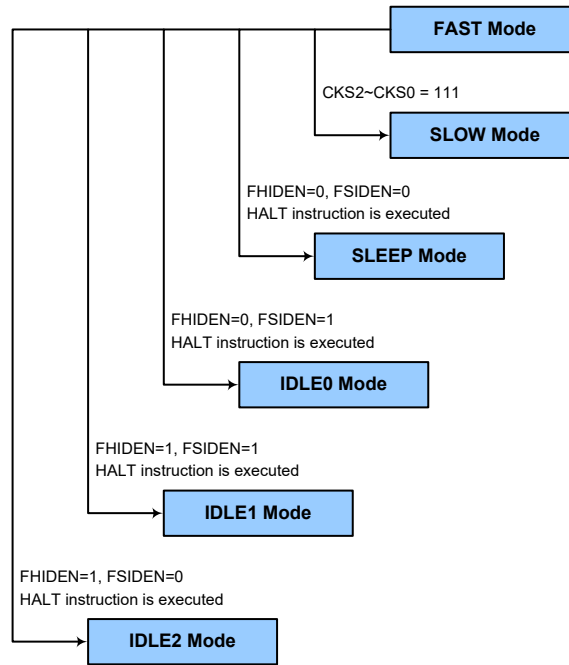 FAST Mode
CKS2~CKS0 = 111
SLOW Mode
FHIDEN=0, FSIDEN=0
HALT instruction is executed
SLEEP Mode
FHIDEN=0, FSIDEN=1
HALT instruction is executed
IDLE0 Mode
FHIDEN=1, FSIDEN=1
HALT instruction is executed
IDLE1 Mode
FHIDEN=1, FSIDEN=0
HALT instruction is executed
IDLE2 Mode